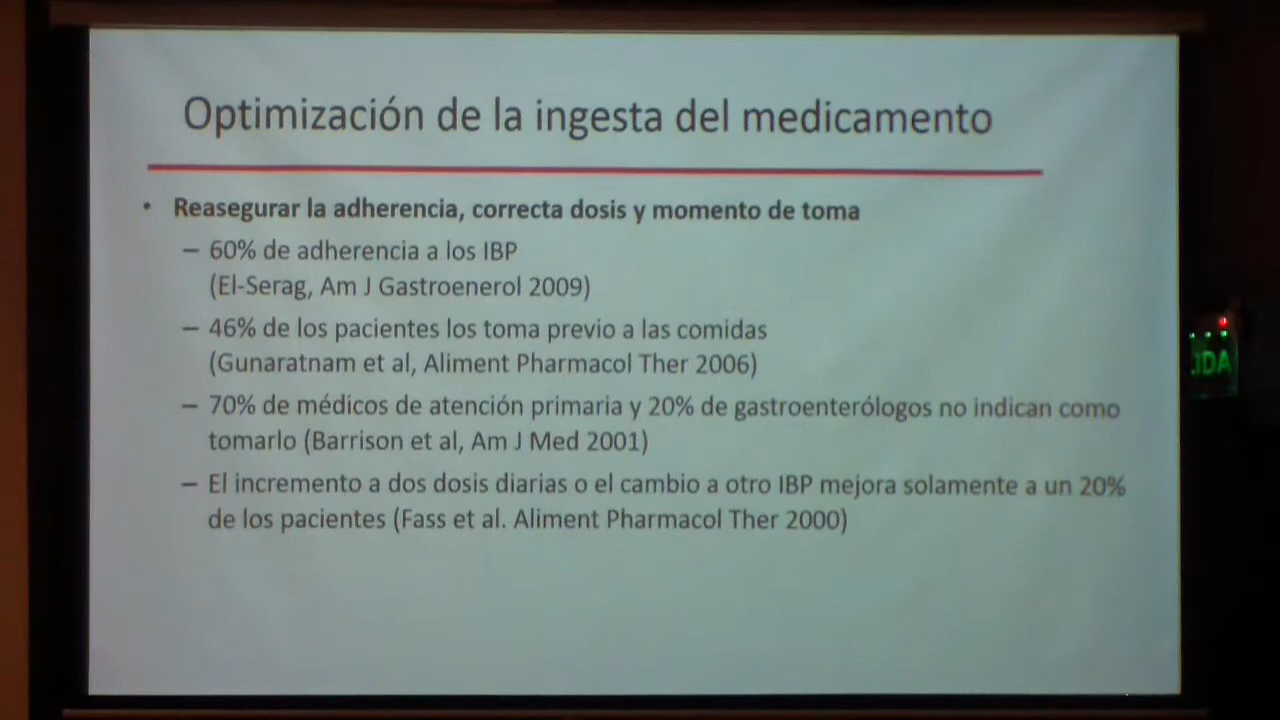 Optimización de la ingesta del medicamento
• Reasegurar la adherencia, correcta dosis y momento de toma
– 60% de adherencia a los IBP
(El-Serag, Am J Gastroenerol 2009)
– 46% de los pacientes los toma previo a las comidas
(Gunaratnam et al, Aliment Pharmacol Ther 2006)
– 70% de médicos de atención primaria y 20% de gastroenterólogos no indican como
tomarlo (Barrison et al, Am J Med 2001)
– El incremento a dos dosis diarias o el cambio a otro IBP mejora solamente a un 20%
de los pacientes (Fass et al. Aliment Pharmacol Ther 2000)
IDA